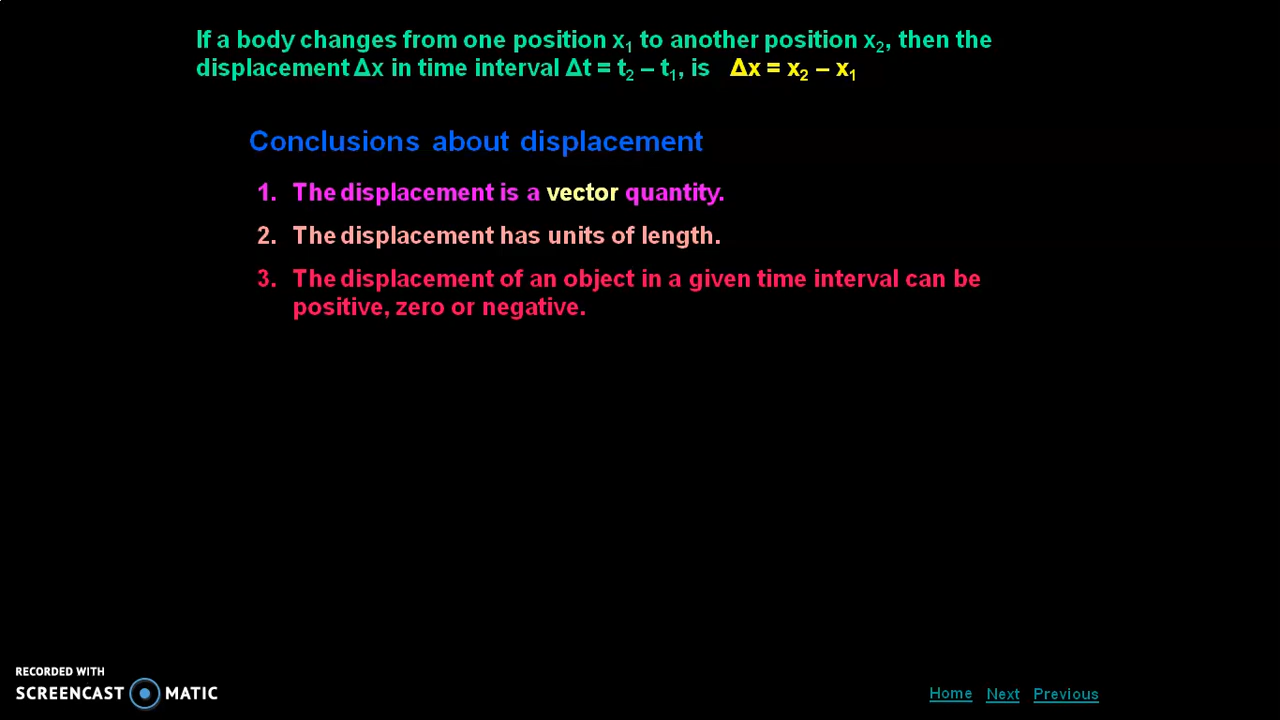 If a body changes from one position x₁ to another position x₂, then the
displacement Δx in time interval Δt = t₂ – t₁, is Δx = x₂ – x₁
Conclusions about displacement
1. The displacement is a vector quantity.
2. The displacement has units of length.
3. The displacement of an object in a given time interval can be
positive, zero or negative.
RECORDED WITH
SCREENCAST MATIC
Home Next Previous